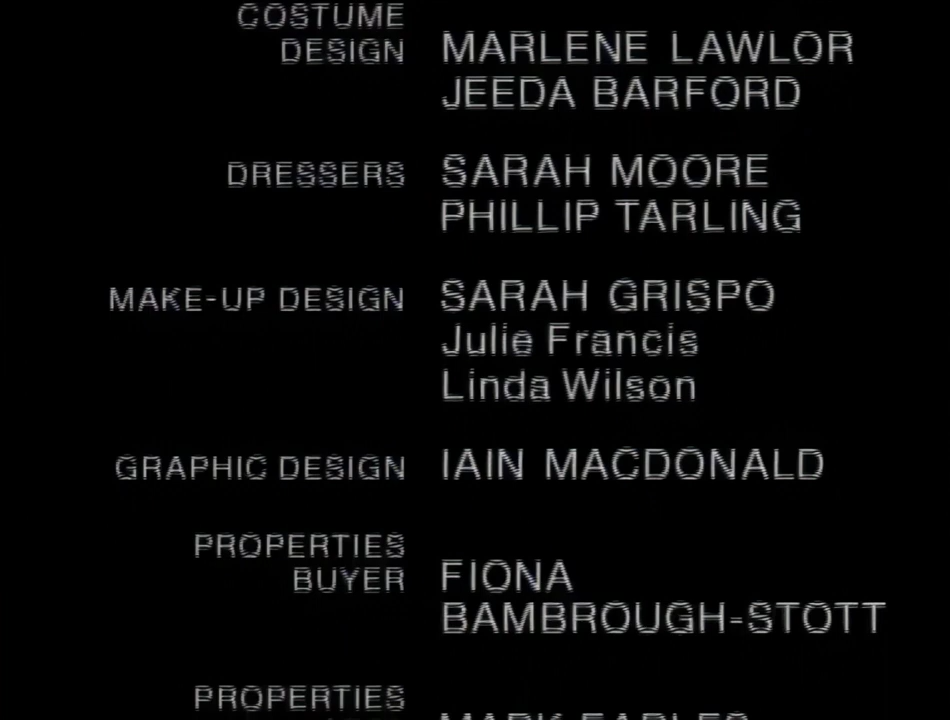 COSTUME
DESIGN MARLENE LAWLOR
JEEDA BARFORD
DRESSERS SARAH MOORE
PHILLIP TARLING
MAKE-UP DESIGN SARAH GRISPO
Julie Francis
Linda Wilson
GRAPHIC DESIGN IAIN MACDONALD
PROPERTIES
BUYER FIONA
BAMBROUGH-STOTT
PROPERTIES
MARK